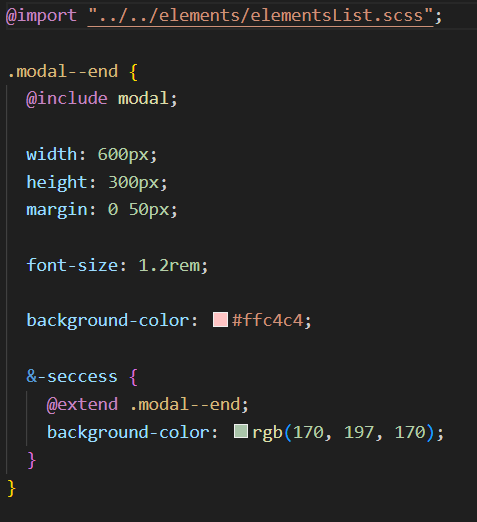 @import "../../elements/elementsList.scss";
.modal--end {
@include modal;
width: 600px;
height: 300px;
margin: 0 50px;
font-size: 1.2rem;
background-color: #ffc4c4;
&-seccess {
@extend .modal--end;
background-color: rgb(170, 197, 170);
}
}